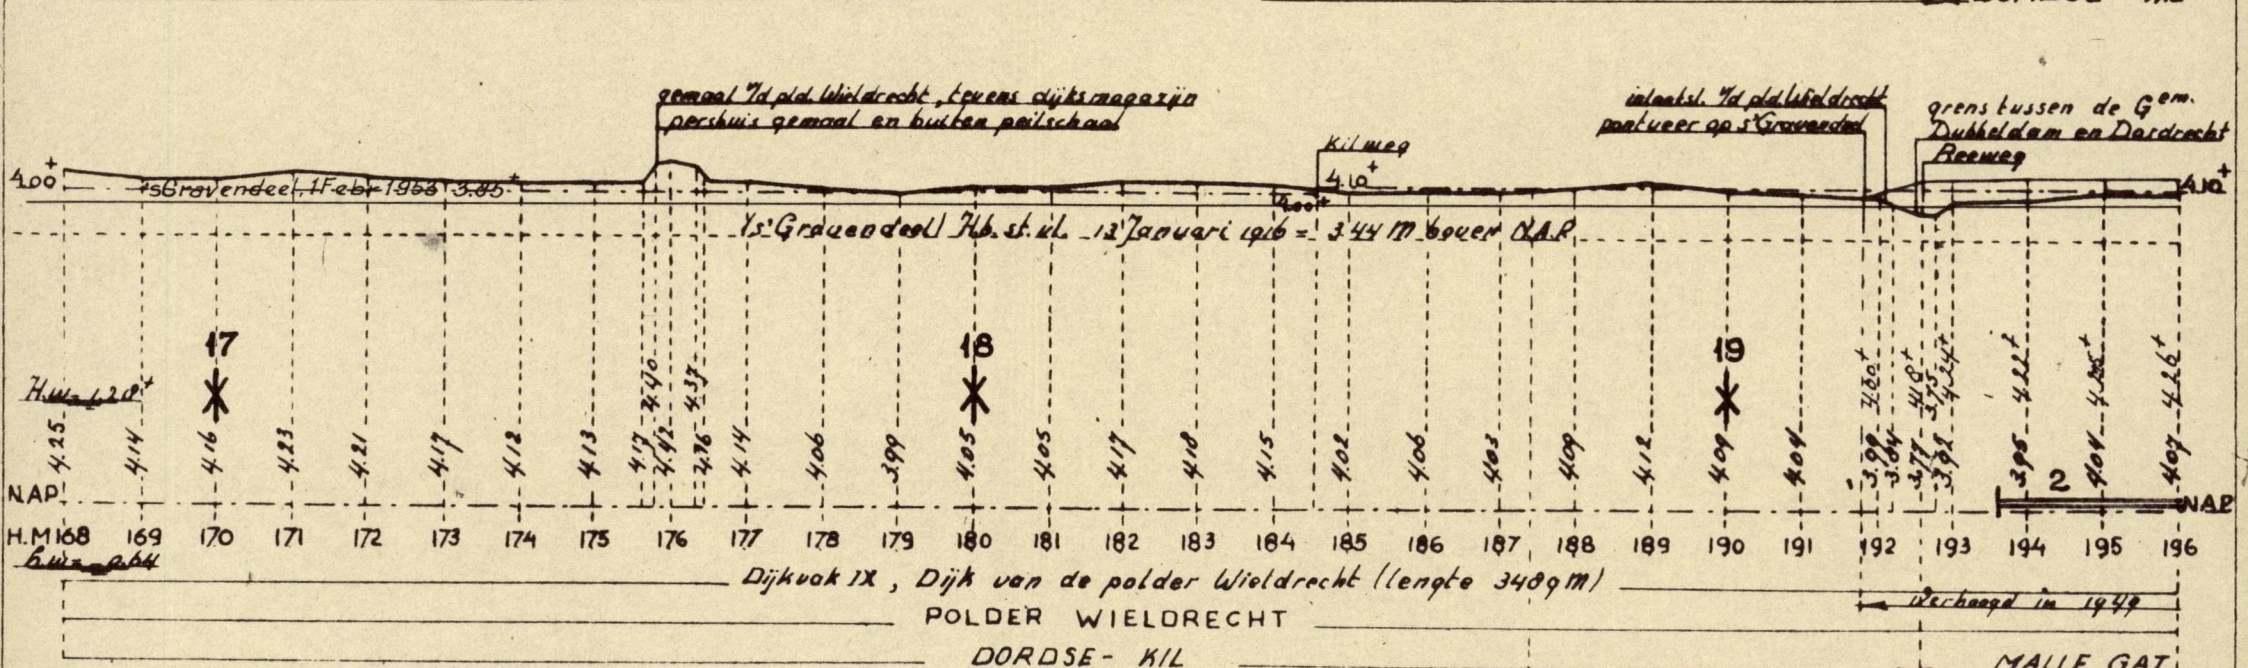 gemaal v/d pld. Wieldrecht, tevens dijksmagazijn
pershuis gemaal en buiten peilschaal
inlaatsl. v/d pld. Wieldrecht
pontveer op 's Gravendeel
grens tussen de Gem.
Dubbeldam en Dordrecht
Reeweg
Kilweg
4.00+
's Gravendeel, 1 Febr 1953 3.85+
4.10+
4.00+
4.10+
('s Gravendeel) H.b.st.vl. 13 Januari 1916 = 3.44 M boven N.A.P.
17 18 19
H.w. = 1.20+
4.40 4.37 4.00+ 4.18+ 3.75 4.24+ 4.22+ 4.25+ 4.26+
4.25 4.14 4.16 4.23 4.21 4.17 4.12 4.13 4.17 4.42 4.14 4.06 3.99 4.05 4.05 4.17 4.18 4.15 4.02 4.06 4.03 4.09 4.12 4.09 4.04 3.99 3.84 3.77 3.92 3.95 4.04 4.07
2
N.A.P. N.A.P.
H.M 168 169 170 171 172 173 174 175 176 177 178 179 180 181 182 183 184 185 186 187 188 189 190 191 192 193 194 195 196
l.w. = 0.64
Dijkvak IX, Dijk van de polder Wieldrecht (lengte 3489 m)
Verhoogd in 1949
POLDER WIELDRECHT
DORDSE-KIL
MALLE GAT